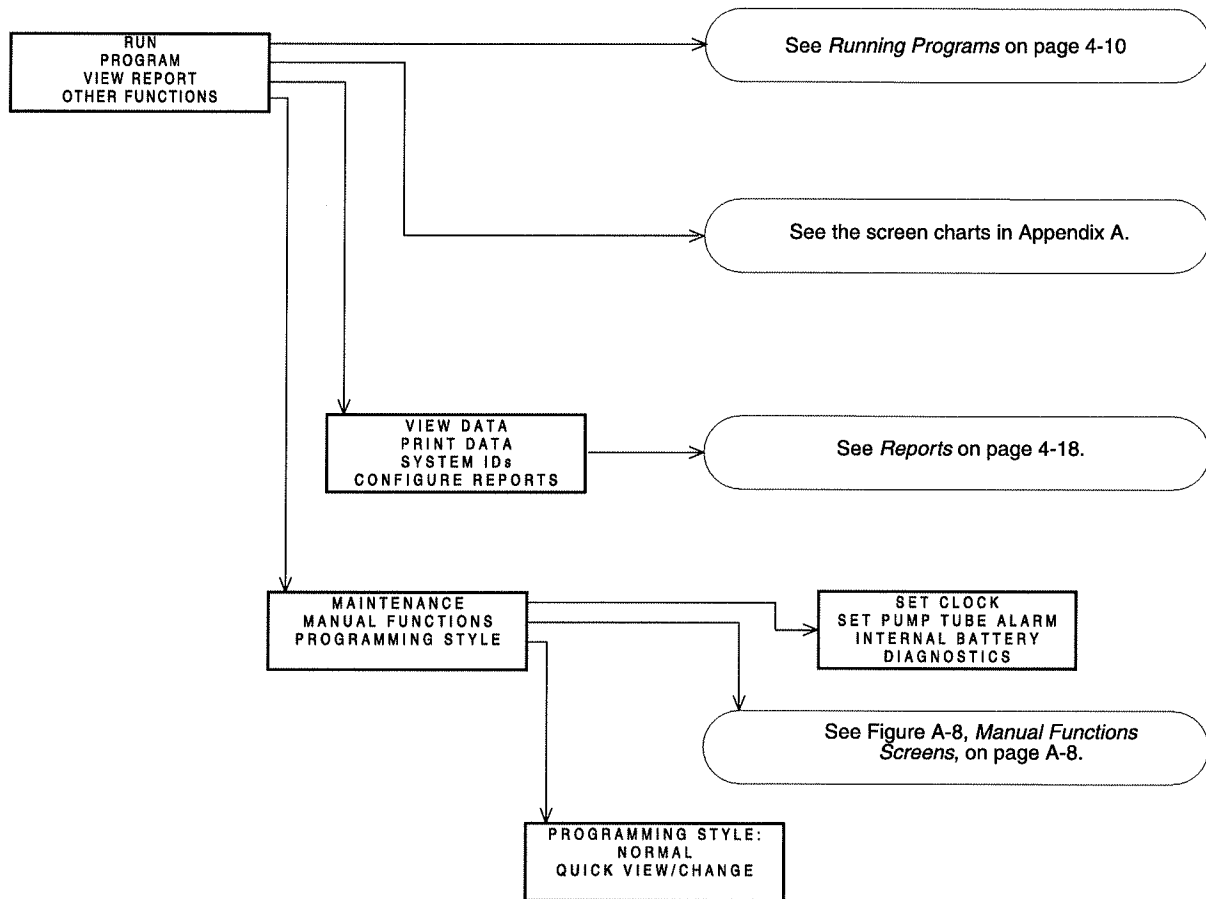 RUN
PROGRAM
VIEW REPORT
OTHER FUNCTIONS
See Running Programs on page 4-10
See the screen charts in Appendix A.
VIEW DATA
PRINT DATA
SYSTEM IDs
CONFIGURE REPORTS
See Reports on page 4-18.
MAINTENANCE
MANUAL FUNCTIONS
PROGRAMMING STYLE
SET CLOCK
SET PUMP TUBE ALARM
INTERNAL BATTERY
DIAGNOSTICS
See Figure A-8, Manual Functions
Screens, on page A-8.
PROGRAMMING STYLE:
NORMAL
QUICK VIEW/CHANGE